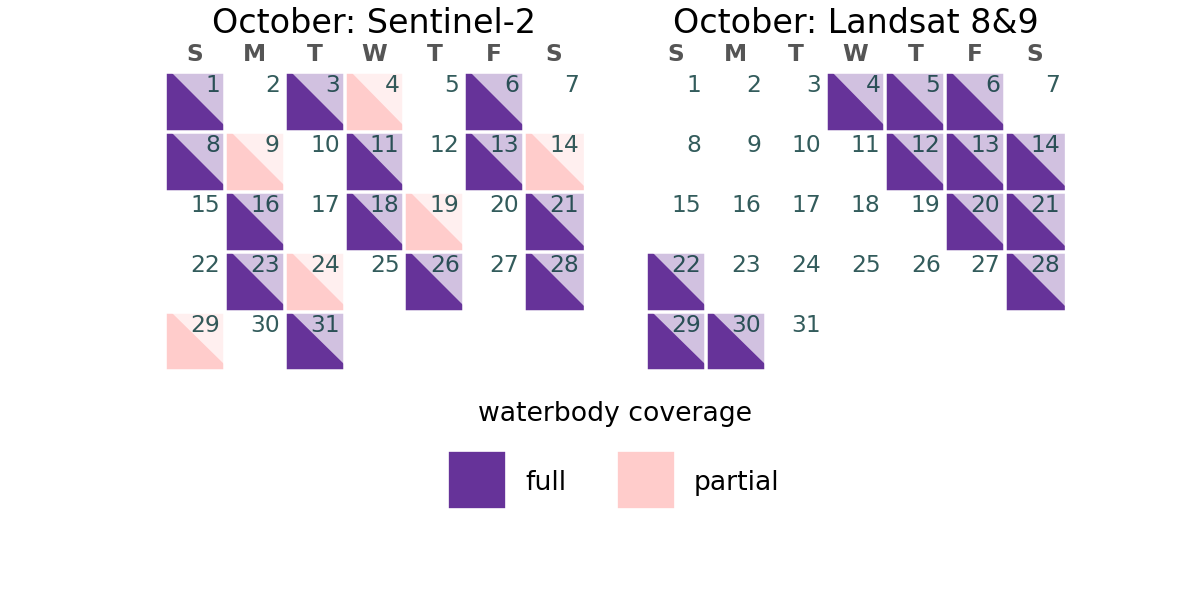 October: Sentinel-2
S M T W T F S
1 2 3 4 5 6 7
8 9 10 11 12 13 14
15 16 17 18 19 20 21
22 23 24 25 26 27 28
29 30 31
October: Landsat 8&9
S M T W T F S
1 2 3 4 5 6 7
8 9 10 11 12 13 14
15 16 17 18 19 20 21
22 23 24 25 26 27 28
29 30 31
waterbody coverage
full
partial